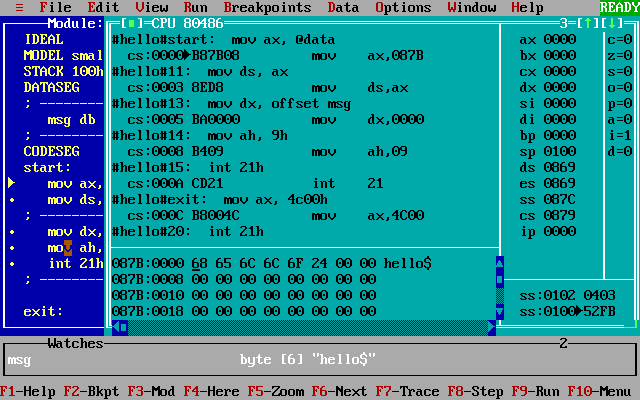 ≡ File Edit View Run Breakpoints Data Options Window Help READY
Module: [■]=CPU 80486 3=[↑][↓]
IDEAL #hello#start: mov ax, @data ax 0000 c=0
MODEL smal cs:0000►B87B08 mov ax,087B bx 0000 z=0
STACK 100h #hello#11: mov ds, ax cx 0000 s=0
DATASEG cs:0003 8ED8 mov ds,ax dx 0000 o=0
; -------- #hello#13: mov dx, offset msg si 0000 p=0
msg db cs:0005 BA0000 mov dx,0000 di 0000 a=0
; -------- #hello#14: mov ah, 9h bp 0000 i=1
CODESEG cs:0008 B409 mov ah,09 sp 0100 d=0
start: #hello#15: int 21h ds 0869
► mov ax, cs:000A CD21 int 21 es 0869
• mov ds, #hello#exit: mov ax, 4c00h ss 087C
; -------- cs:000C B8004C mov ax,4C00 cs 0879
• mov dx, #hello#20: int 21h ip 0000
• mov ah,
• int 21h 087B:0000 68 65 6C 6C 6F 24 00 00 hello$
; -------- 087B:0008 00 00 00 00 00 00 00 00
087B:0010 00 00 00 00 00 00 00 00 ss:0102 0403
exit: 087B:0018 00 00 00 00 00 00 00 00 ss:0100►52FB
Watches 2
msg byte [6] "hello$"
F1-Help F2-Bkpt F3-Mod F4-Here F5-Zoom F6-Next F7-Trace F8-Step F9-Run F10-Menu